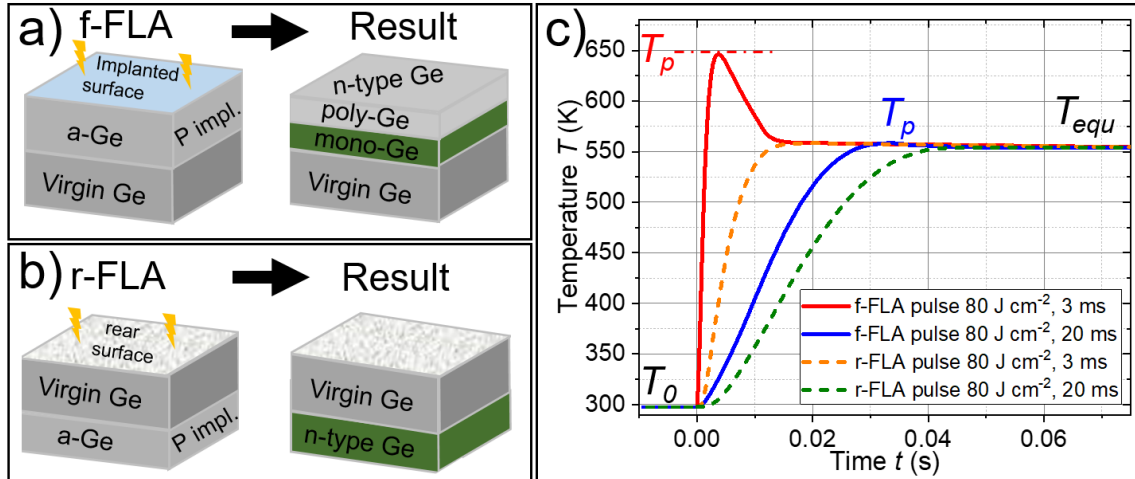 a) f-FLA Result
Implanted
surface
a-Ge
P impl.
Virgin Ge
n-type Ge
poly-Ge
mono-Ge
Virgin Ge
b) r-FLA Result
rear
surface
Virgin Ge
a-Ge
P impl.
Virgin Ge
n-type Ge
c)
Temperature T (K)
650
600
550
500
450
400
350
300
Tp
Tp
Tequ
T0
f-FLA pulse 80 J cm-2, 3 ms
f-FLA pulse 80 J cm-2, 20 ms
r-FLA pulse 80 J cm-2, 3 ms
r-FLA pulse 80 J cm-2, 20 ms
0.00 0.02 0.04 0.06
Time t (s)